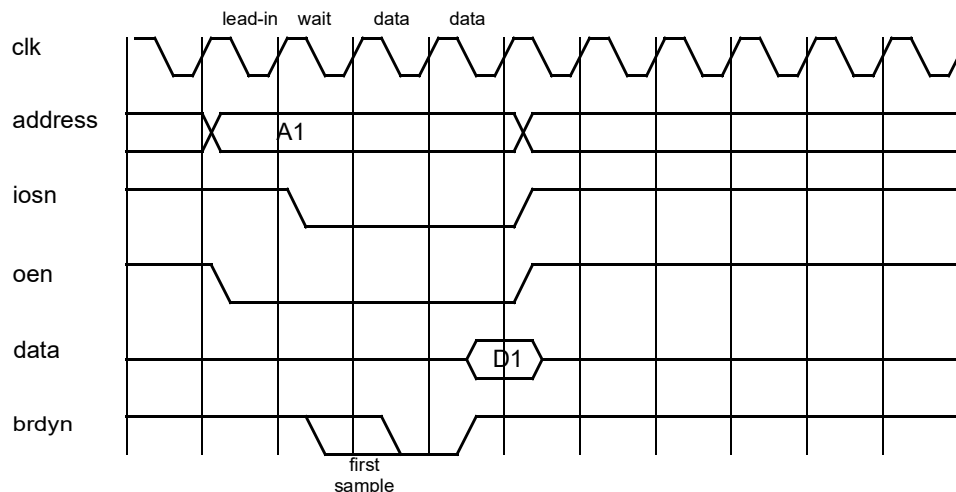 lead-in wait data data
clk
address A1
iosn
oen
data D1
brdyn
first
sample